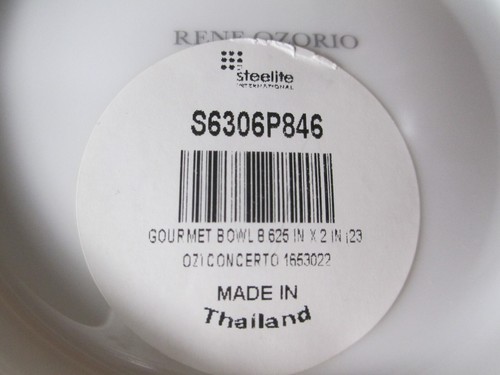 RENE OZORIO
steelite
INTERNATIONAL
S6306P846
GOURMET BOWL 8 625 IN X 2 IN (23
OZ) CONCERTO 1653022
MADE IN
Thailand